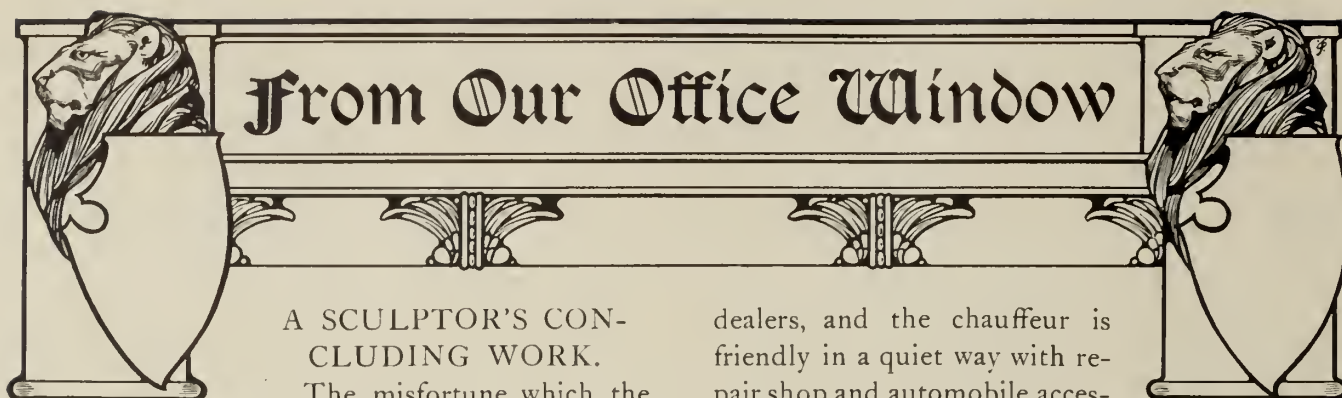 From Our Office Window
A SCULPTOR'S CON-
CLUDING WORK.
The misfortune which the
dealers, and the chauffeur is
friendly in a quiet way with re-
pair shop and automobile acces-